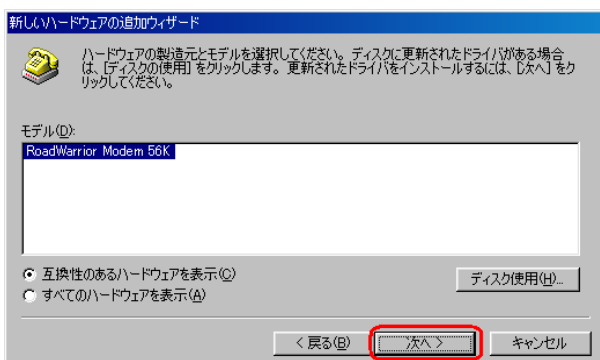 新しいハードウェアの追加ウィザード
ハードウェアの製造元とモデルを選択してください。ディスクに更新されたドライバがある場合
は、[ディスクの使用] をクリックします。更新されたドライバをインストールするには、[次へ] をク
リックしてください。
モデル(D):
RoadWarrior Modem 56K
互換性のあるハードウェアを表示(C)
ディスク使用(H)...
すべてのハードウェアを表示(A)
< 戻る(B) 次へ > キャンセル